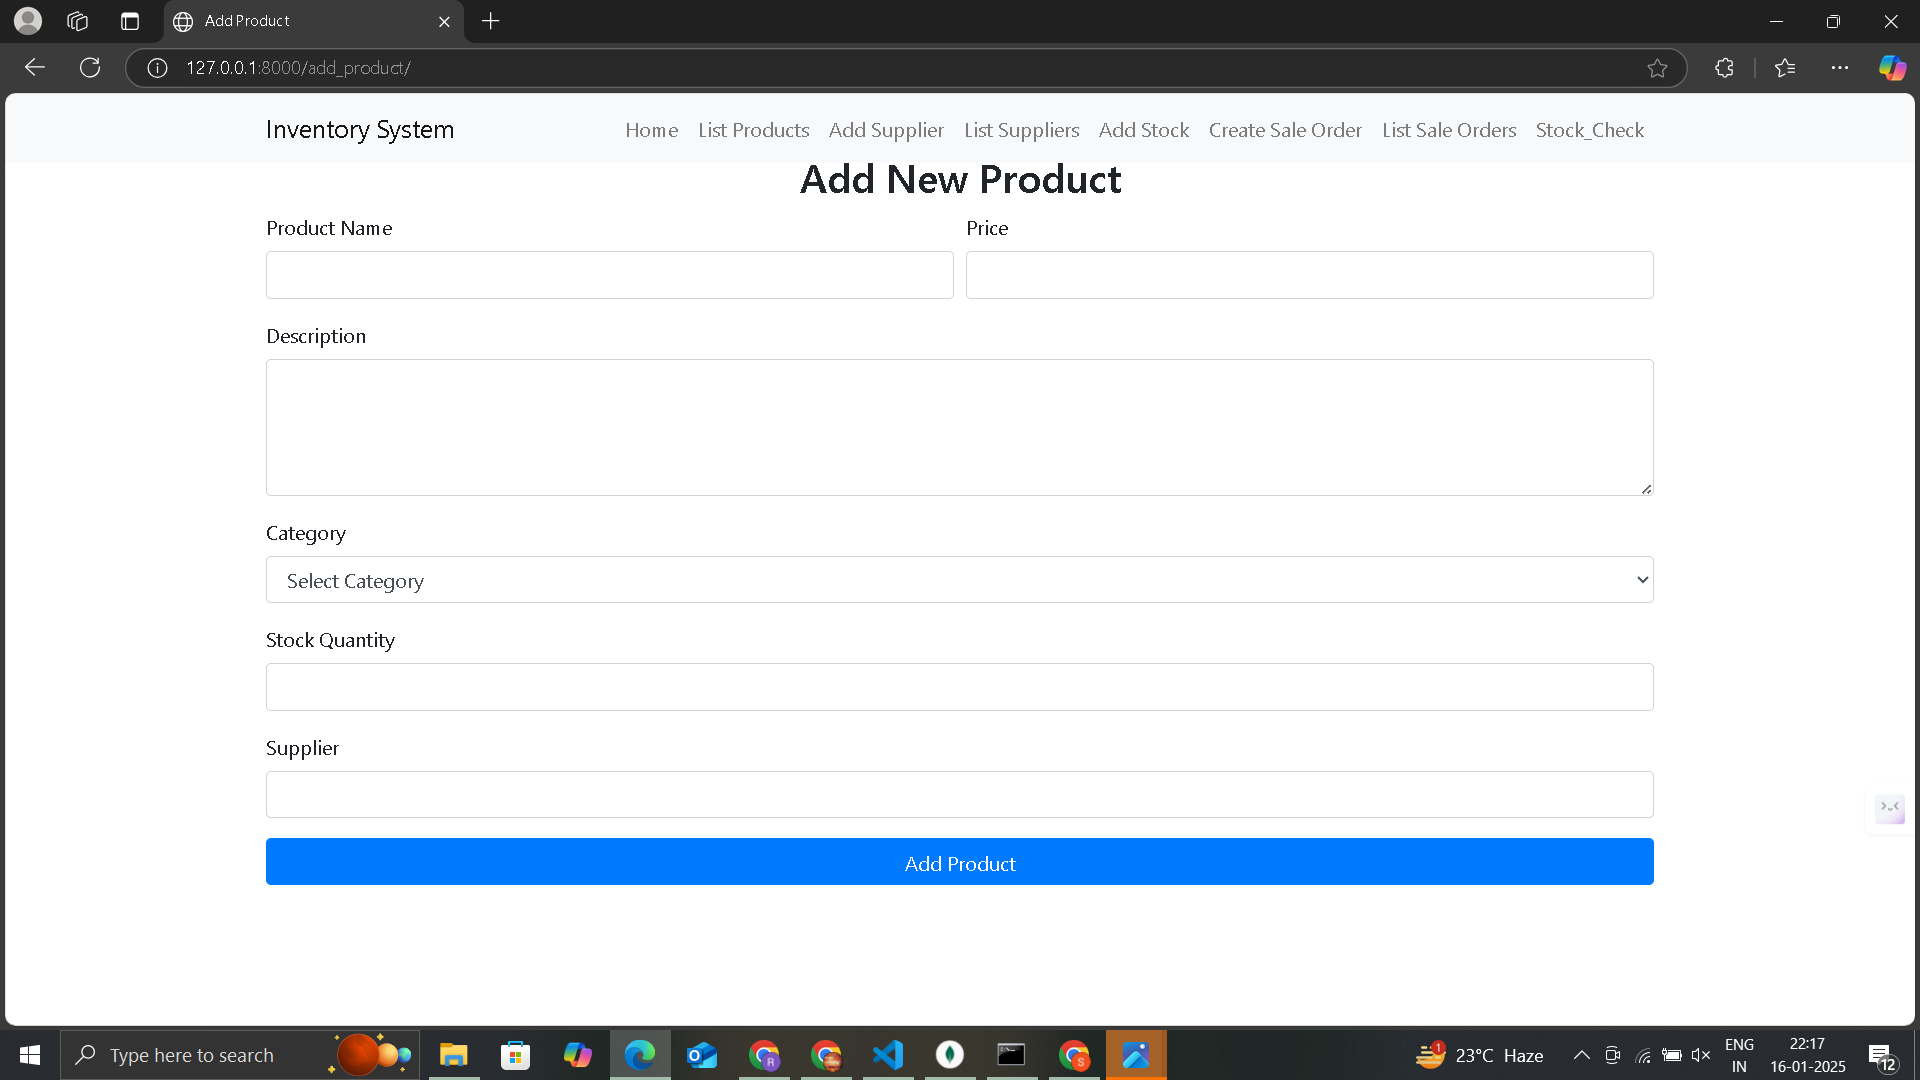 Add Product
127.0.0.1:8000/add_product/
Inventory System Home List Products Add Supplier List Suppliers Add Stock Create Sale Order List Sale Orders Stock_Check
Add New Product
Product Name Price
Description
Category
Select Category
Stock Quantity
Supplier
Add Product
Type here to search
R
S
1
23°C Haze
ENG
IN
22:17
16-01-2025
12